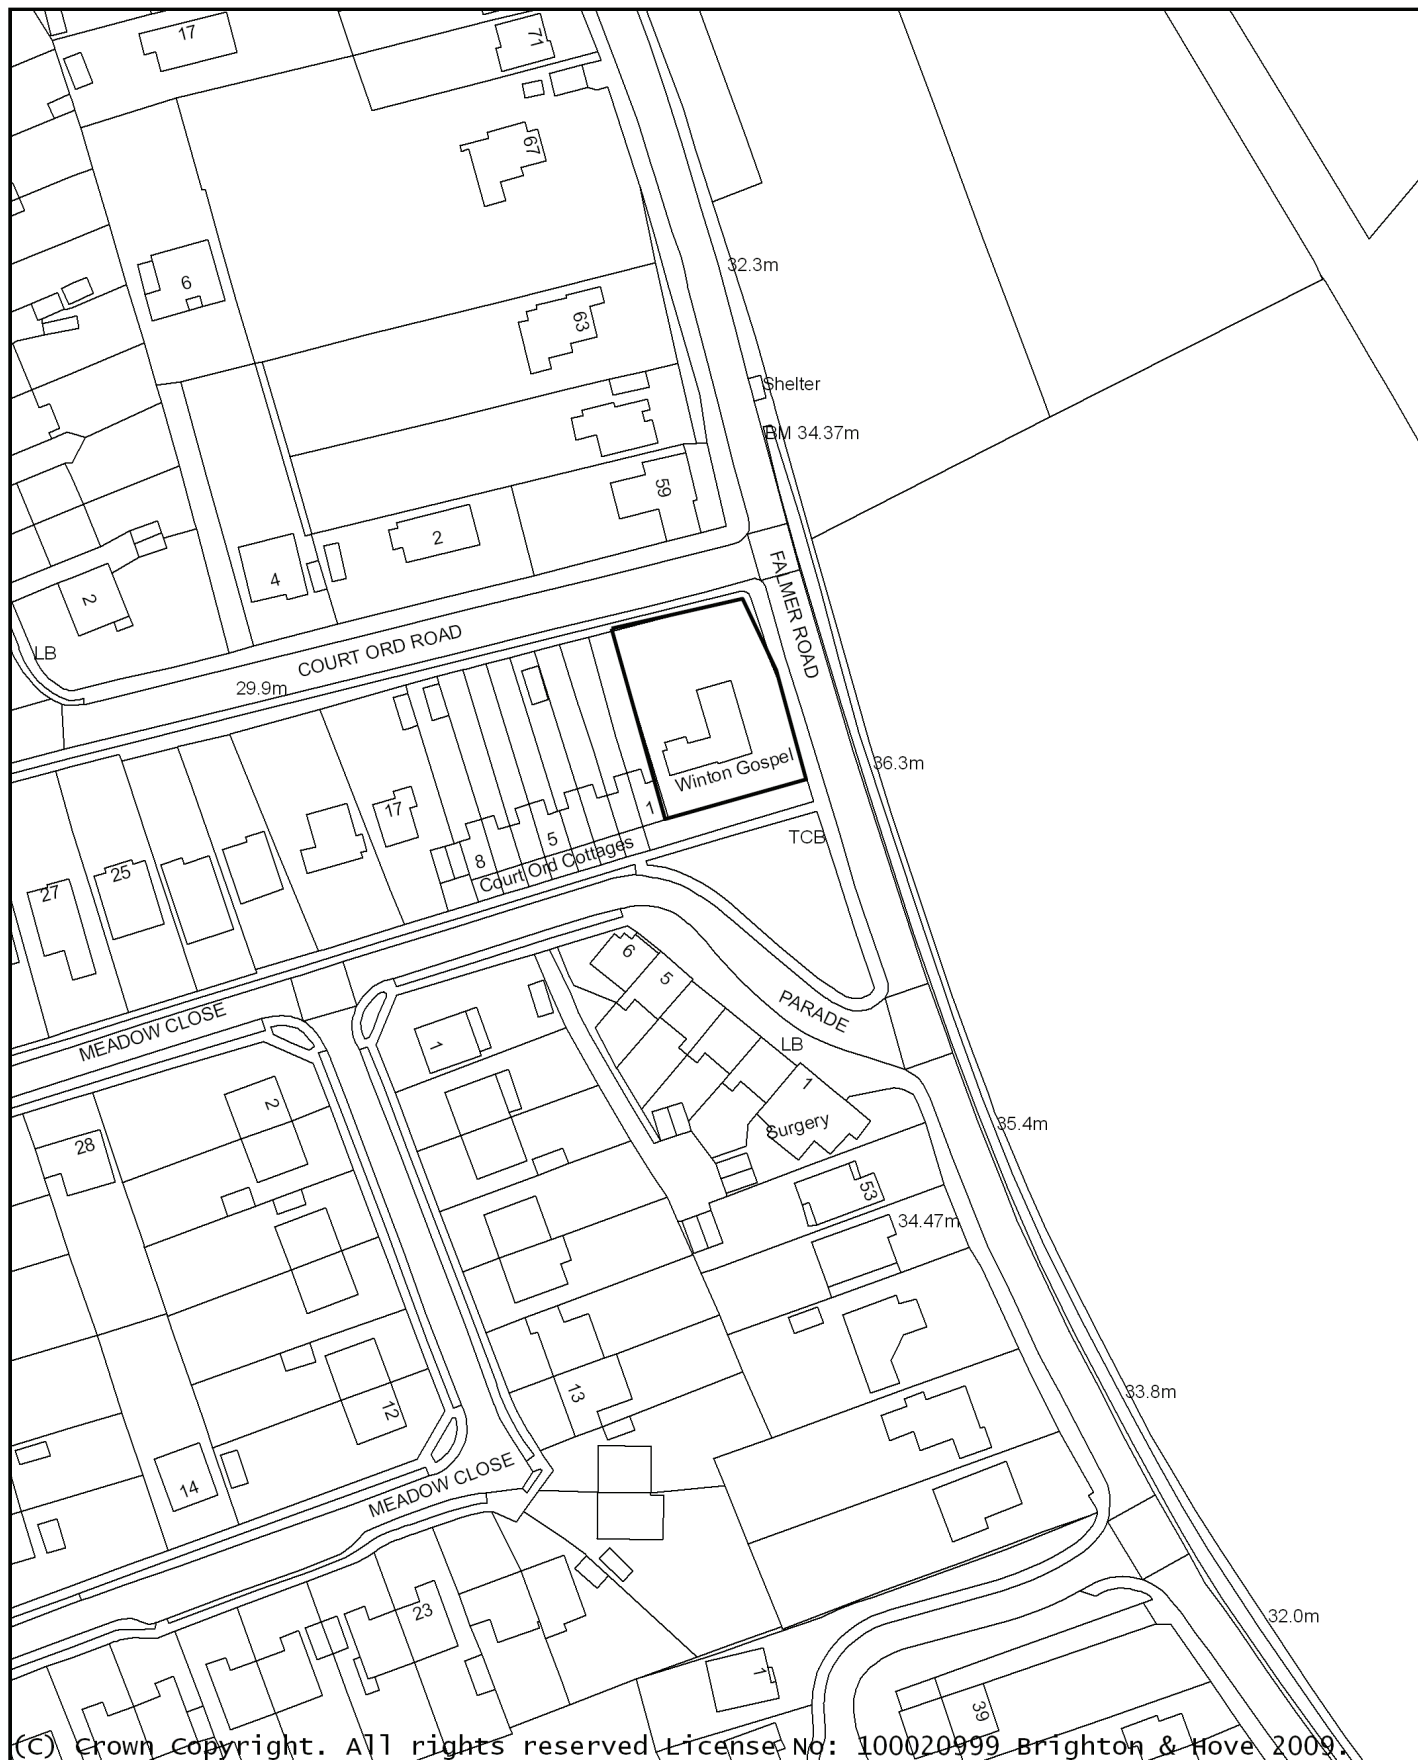 17
71
67
32.3m
6
63
Shelter
BM 34.37m
59
2
4
2
FALMER ROAD
LB
COURT ORD ROAD
29.9m
36.3m
Winton Gospel
17
1
5
8
Court Ord Cottages
TCB
25
27
6
5
PARADE
MEADOW CLOSE
1
LB
1
2
Surgery
35.4m
28
53
34.47m
33.8m
13
12
14
MEADOW CLOSE
23
32.0m
1
39
(C) Crown Copyright. All rights reserved License No: 100020999 Brighton & Hove 2009.